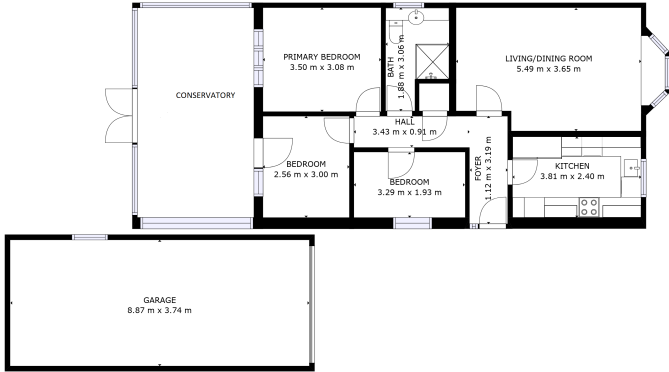 PRIMARY BEDROOM
3.50 m x 3.08 m
BATH
1.88 m x 3.06 m
LIVING/DINING ROOM
5.49 m x 3.65 m
CONSERVATORY
HALL
3.43 m x 0.91 m
BEDROOM
2.56 m x 3.00 m
BEDROOM
3.29 m x 1.93 m
FOYER
1.12 m x 3.19 m
KITCHEN
3.81 m x 2.40 m
GARAGE
8.87 m x 3.74 m